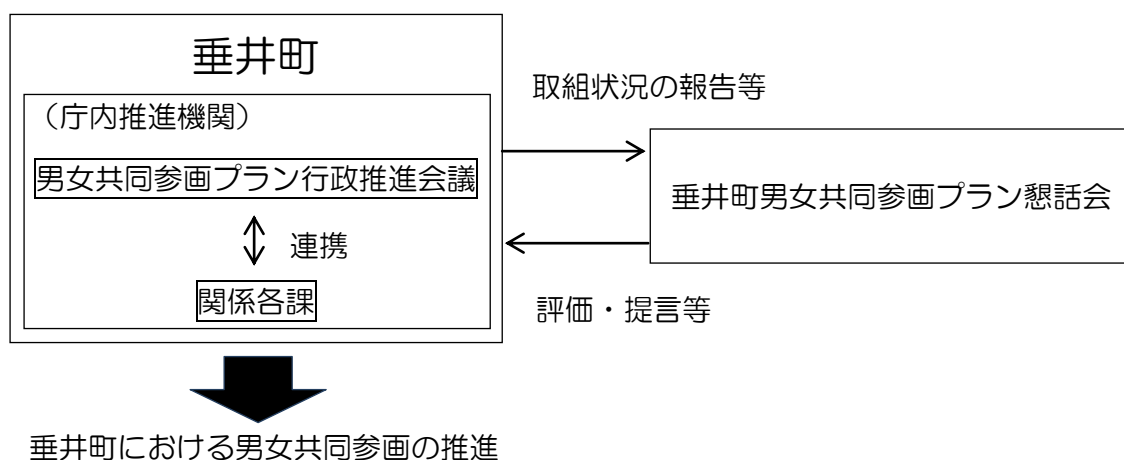 垂井町
（庁内推進機関）
男女共同参画プラン行政推進会議
連携
関係各課
取組状況の報告等
垂井町男女共同参画プラン懇話会
評価・提言等
垂井町における男女共同参画の推進